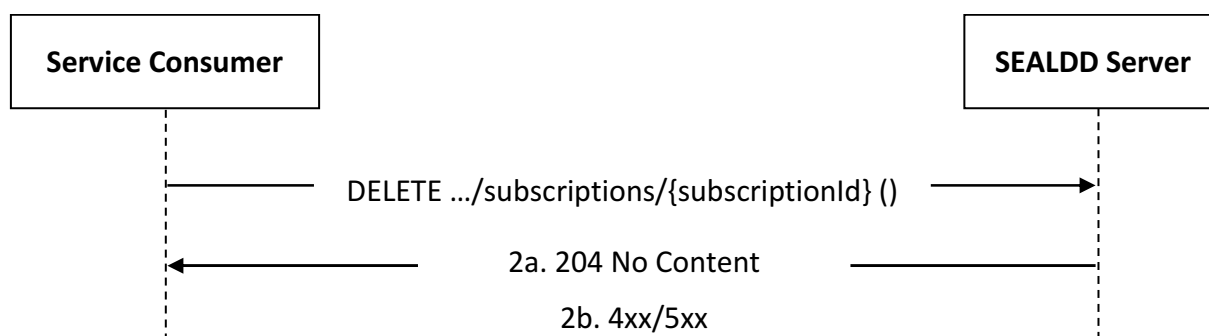 Service Consumer
SEALDD Server
DELETE …/subscriptions/{subscriptionId} ()
2a. 204 No Content
2b. 4xx/5xx